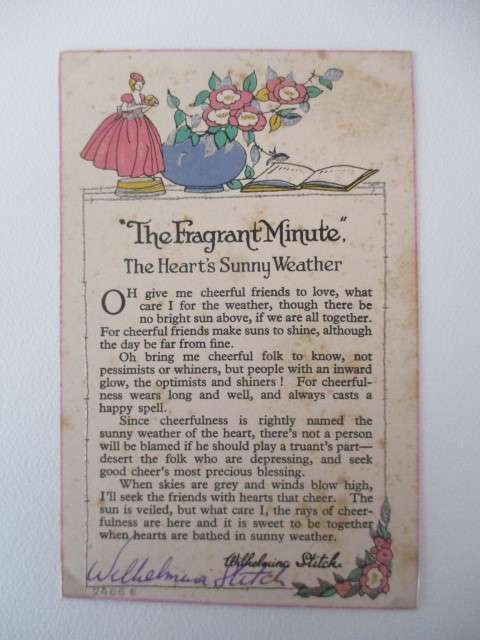 "The Fragrant Minute".
The Heart's Sunny Weather
OH give me cheerful friends to love, what
care I for the weather, though there be
no bright sun above, if we are all together.
For cheerful friends make suns to shine, although
the day be far from fine.
Oh bring me cheerful folk to know, not
pessimists or whiners, but people with an inward
glow, the optimists and shiners! For cheerful-
ness wears long and well, and always casts a
happy spell.
Since cheerfulness is rightly named the
sunny weather of the heart, there's not a person
will be blamed if he should play a truant's part—
desert the folk who are depressing, and seek
good cheer's most precious blessing.
When skies are grey and winds blow high,
I'll seek the friends with hearts that cheer. The
sun is veiled, but what care I, the rays of cheer-
fulness are here and it is sweet to be together
when hearts are bathed in sunny weather.
Wilhelmina Stitch.
Wilhelmina Stitch
2466 E